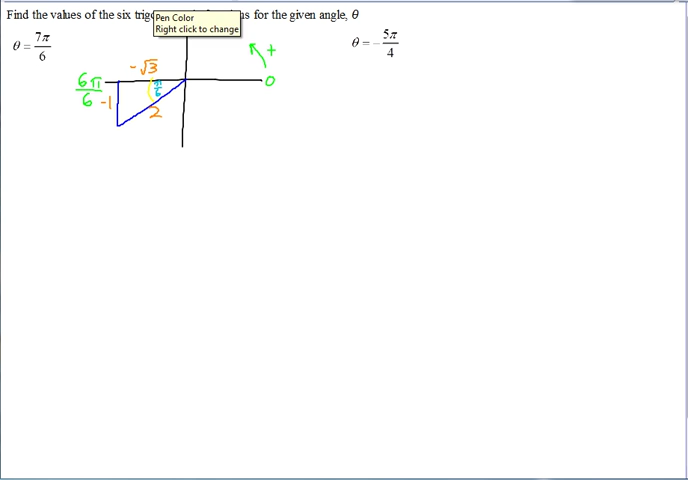 Find the values of the six trig us for the given angle, θ
Pen Color
Right click to change
θ = 7π/6
θ = -5π/4
-√3
+
6π/6
π/6
0
-1
2